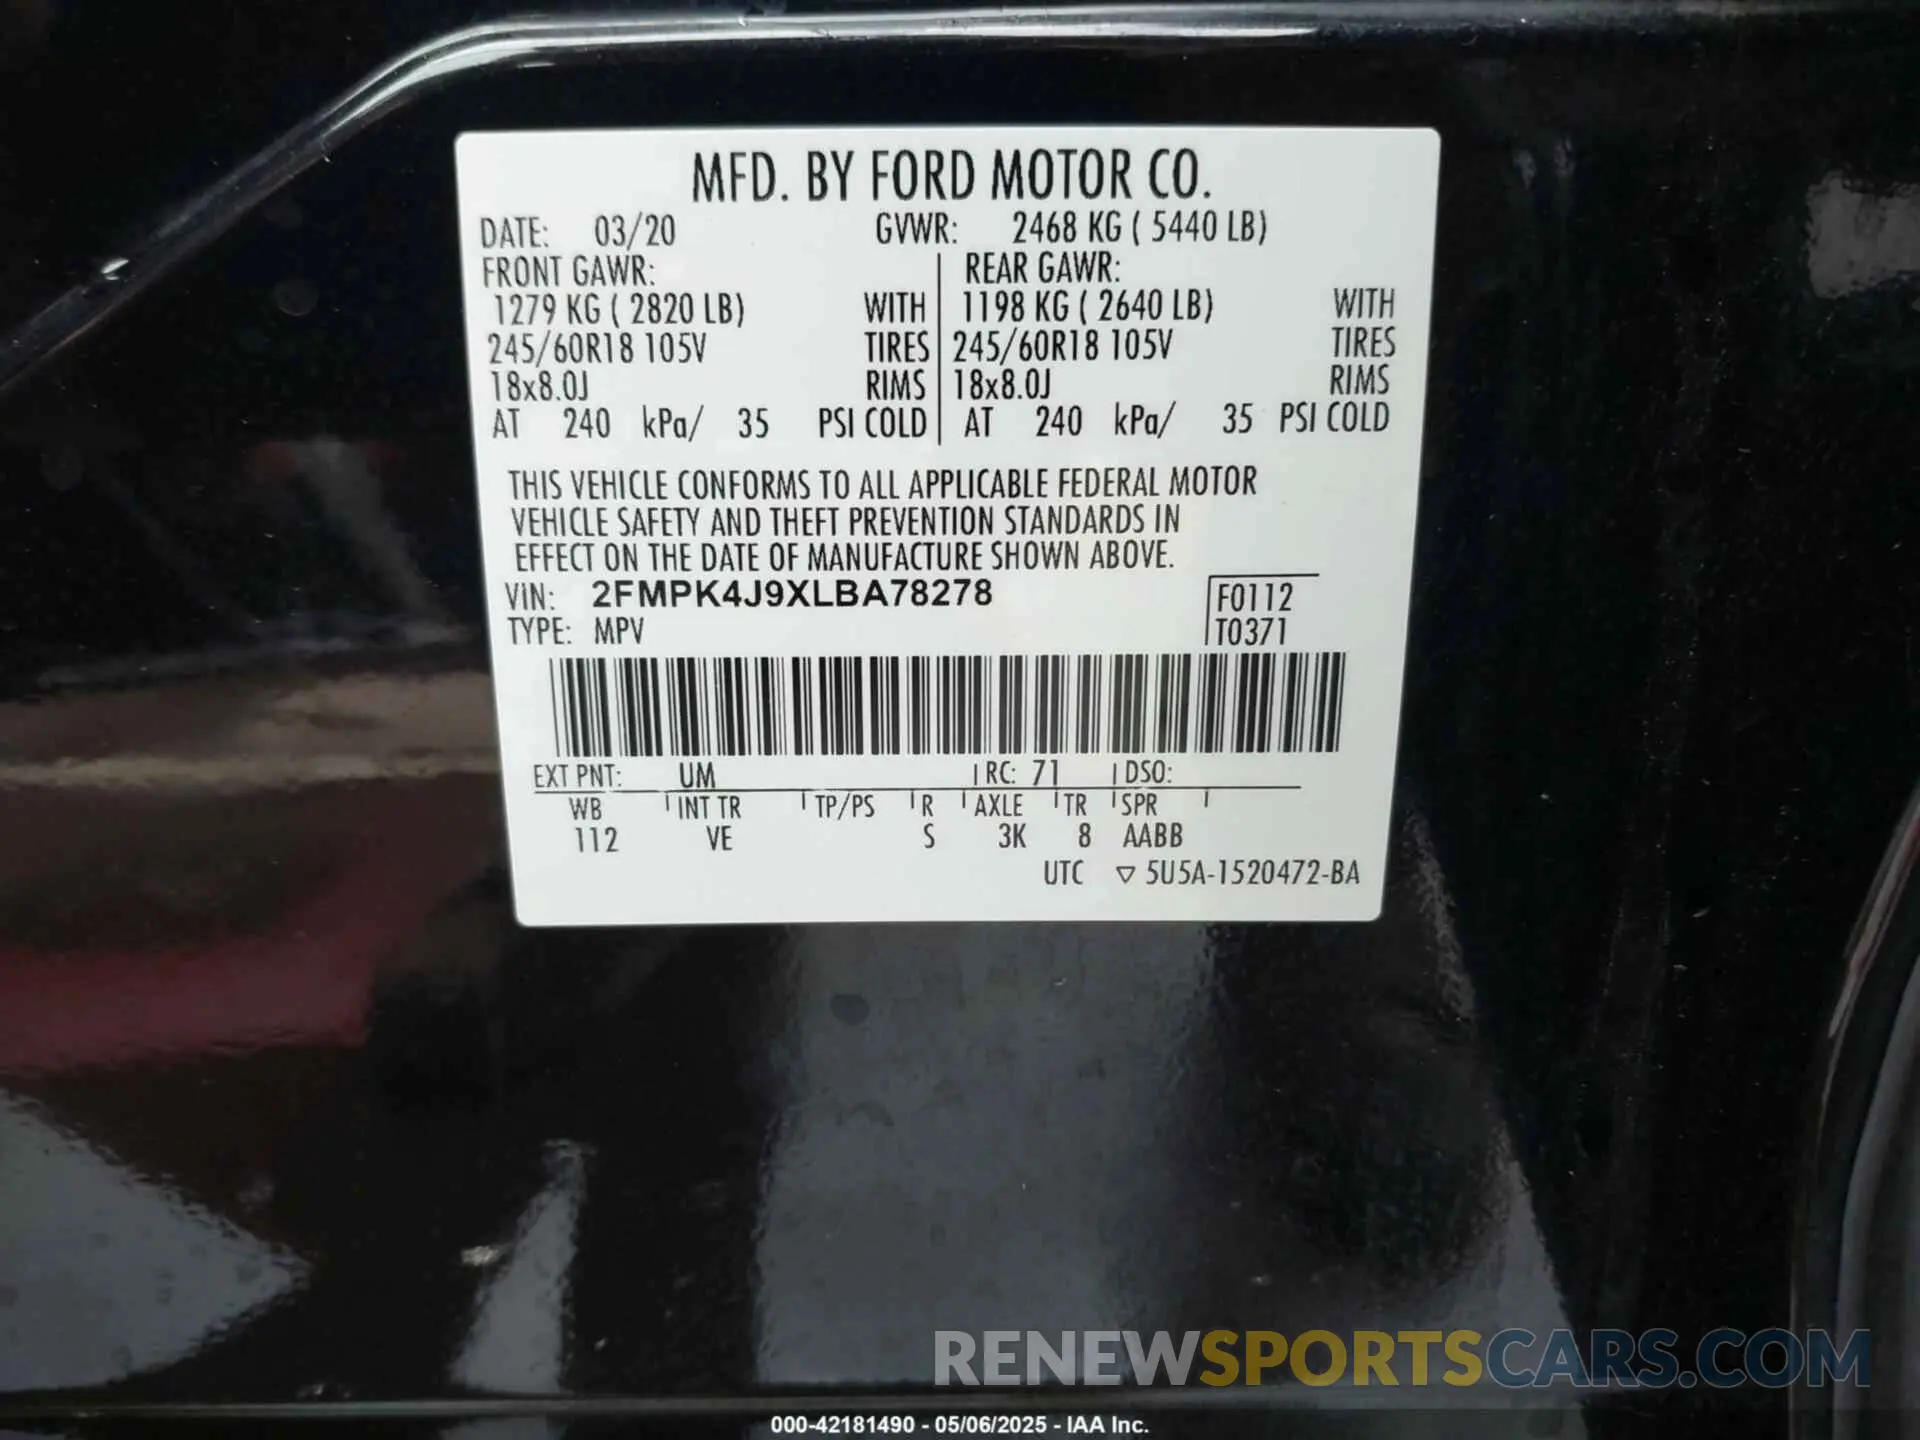 MFD. BY FORD MOTOR CO.
DATE: 03/20 GVWR: 2468 KG ( 5440 LB)
FRONT GAWR: REAR GAWR:
1279 KG ( 2820 LB) WITH 1198 KG ( 2640 LB) WITH
245/60R18 105V TIRES 245/60R18 105V TIRES
18x8.0J RIMS 18x8.0J RIMS
AT 240 kPa/ 35 PSI COLD AT 240 kPa/ 35 PSI COLD
THIS VEHICLE CONFORMS TO ALL APPLICABLE FEDERAL MOTOR
VEHICLE SAFETY AND THEFT PREVENTION STANDARDS IN
EFFECT ON THE DATE OF MANUFACTURE SHOWN ABOVE.
VIN: 2FMPK4J9XLBA78278 F0112
TYPE: MPV T0371
EXT PNT: UM RC: 71 DSO:
WB INT TR TP/PS R AXLE TR SPR
112 VE S 3K 8 AABB
UTC ▽ 5U5A-1520472-BA
RENEWSPORTSCARS.COM
000-42181490 - 05/06/2025 - IAA Inc.